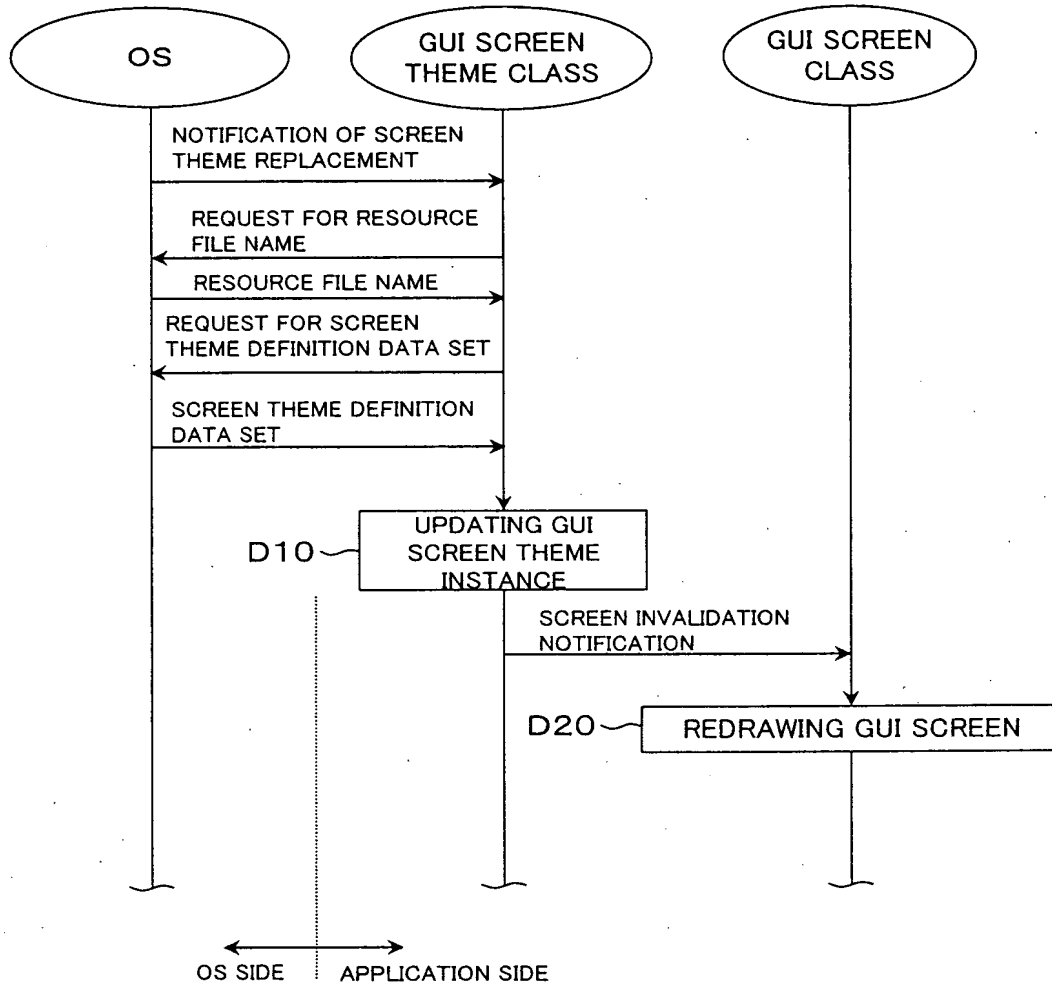 OS
GUI SCREEN
THEME CLASS
GUI SCREEN
CLASS
NOTIFICATION OF SCREEN
THEME REPLACEMENT
REQUEST FOR RESOURCE
FILE NAME
RESOURCE FILE NAME
REQUEST FOR SCREEN
THEME DEFINITION DATA SET
SCREEN THEME DEFINITION
DATA SET
D10
UPDATING GUI
SCREEN THEME
INSTANCE
SCREEN INVALIDATION
NOTIFICATION
D20
REDRAWING GUI SCREEN
OS SIDE
APPLICATION SIDE